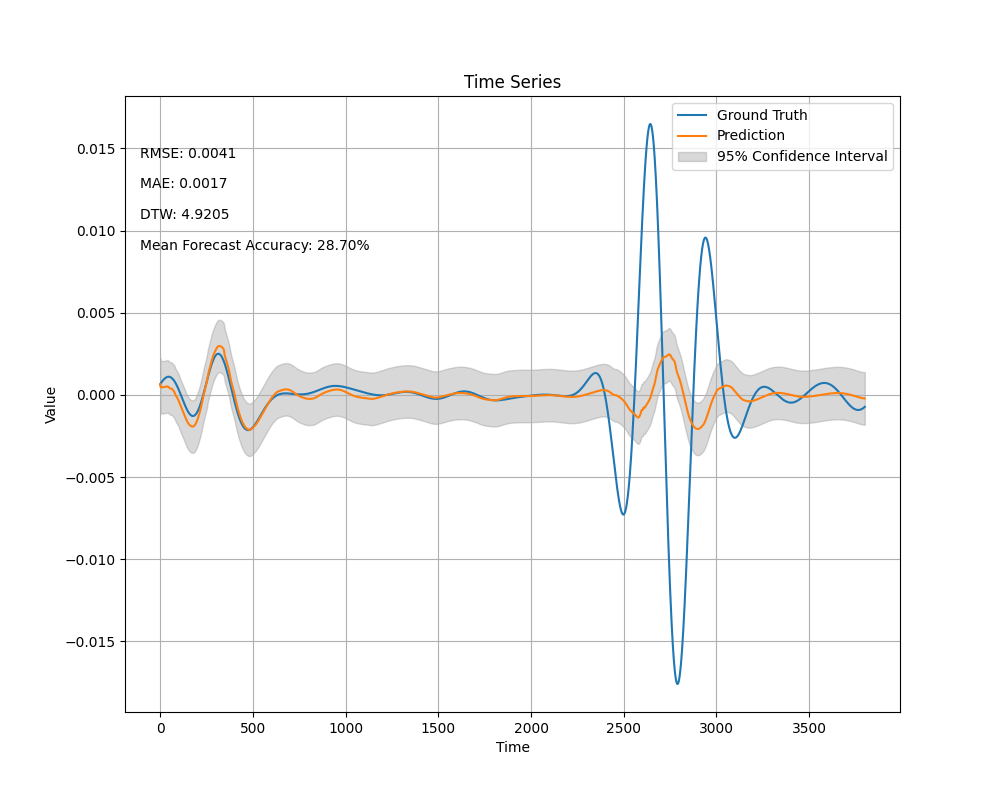 Time Series
Ground Truth
Prediction
95% Confidence Interval
RMSE: 0.0041
MAE: 0.0017
DTW: 4.9205
Mean Forecast Accuracy: 28.70%
0.015
0.010
0.005
0.000
−0.005
−0.010
−0.015
Value
0 500 1000 1500 2000 2500 3000 3500
Time